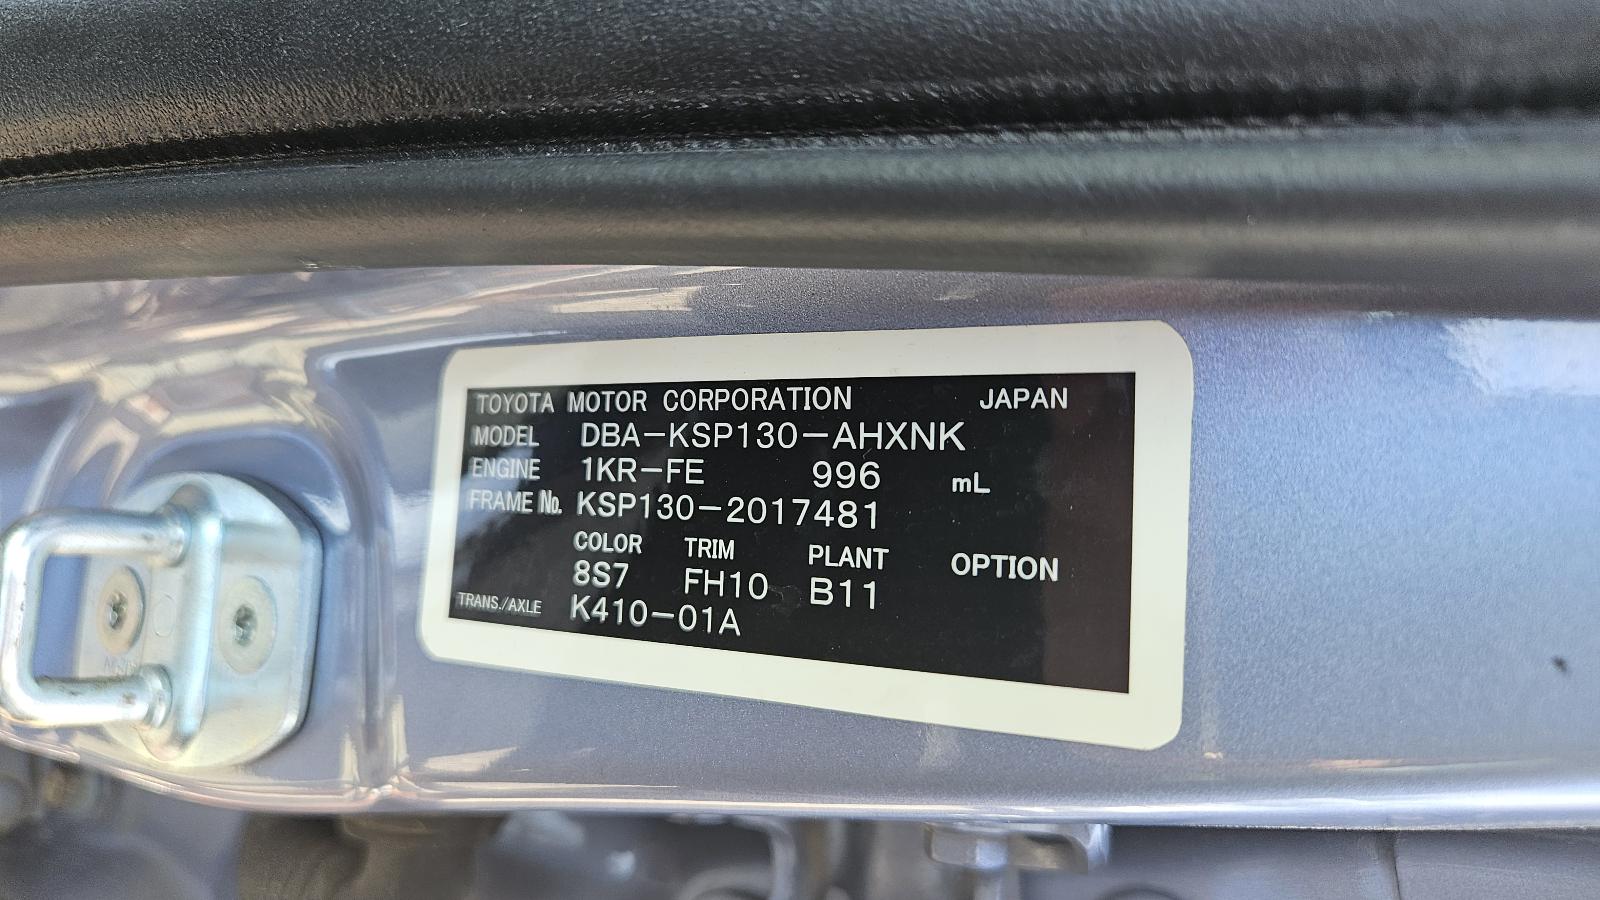 TOYOTA MOTOR CORPORATION JAPAN
MODEL DBA-KSP130-AHXNK
ENGINE 1KR-FE 996 mL
FRAME No. KSP130-2017481
COLOR TRIM PLANT OPTION
8S7 FH10 B11
TRANS./AXLE K410-01A